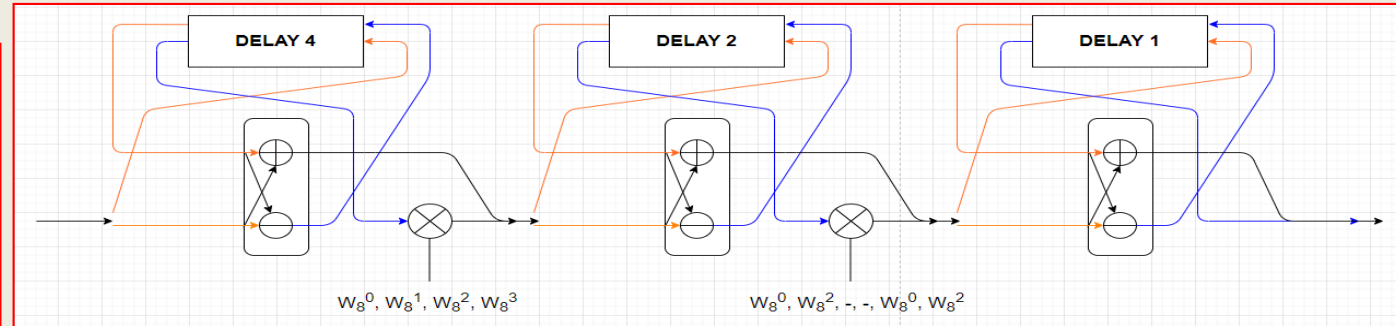 DELAY 4 DELAY 2 DELAY 1
W₈⁰, W₈¹, W₈², W₈³ W₈⁰, W₈², -, -, W₈⁰, W₈²